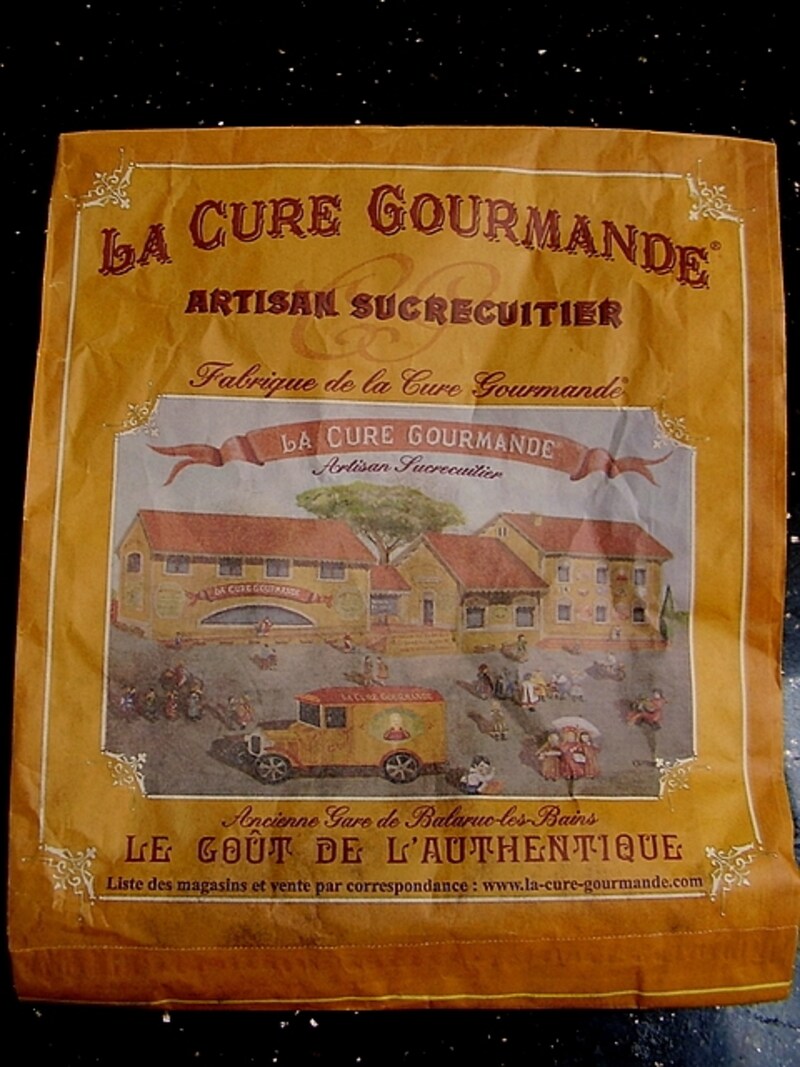 LA CURE GOURMANDE®
ARTISAN SUCRECUITIER
Fabrique de la Cure Gourmande®
LA CURE GOURMANDE®
Artisan Sucrecuitier
LA CURE GOURMANDE
LA CURE GOURMANDE
Ancienne Gare de Balaruc-les-Bains
LE GOÛT DE L'AUTHENTIQUE
Liste des magasins et vente par correspondance : www.la-cure-gourmande.com